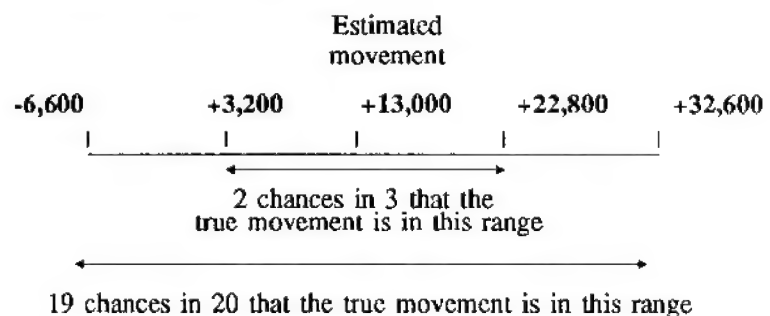 Estimated
movement
-6,600 +3,200 +13,000 +22,800 +32,600
2 chances in 3 that the
true movement is in this range
19 chances in 20 that the true movement is in this range